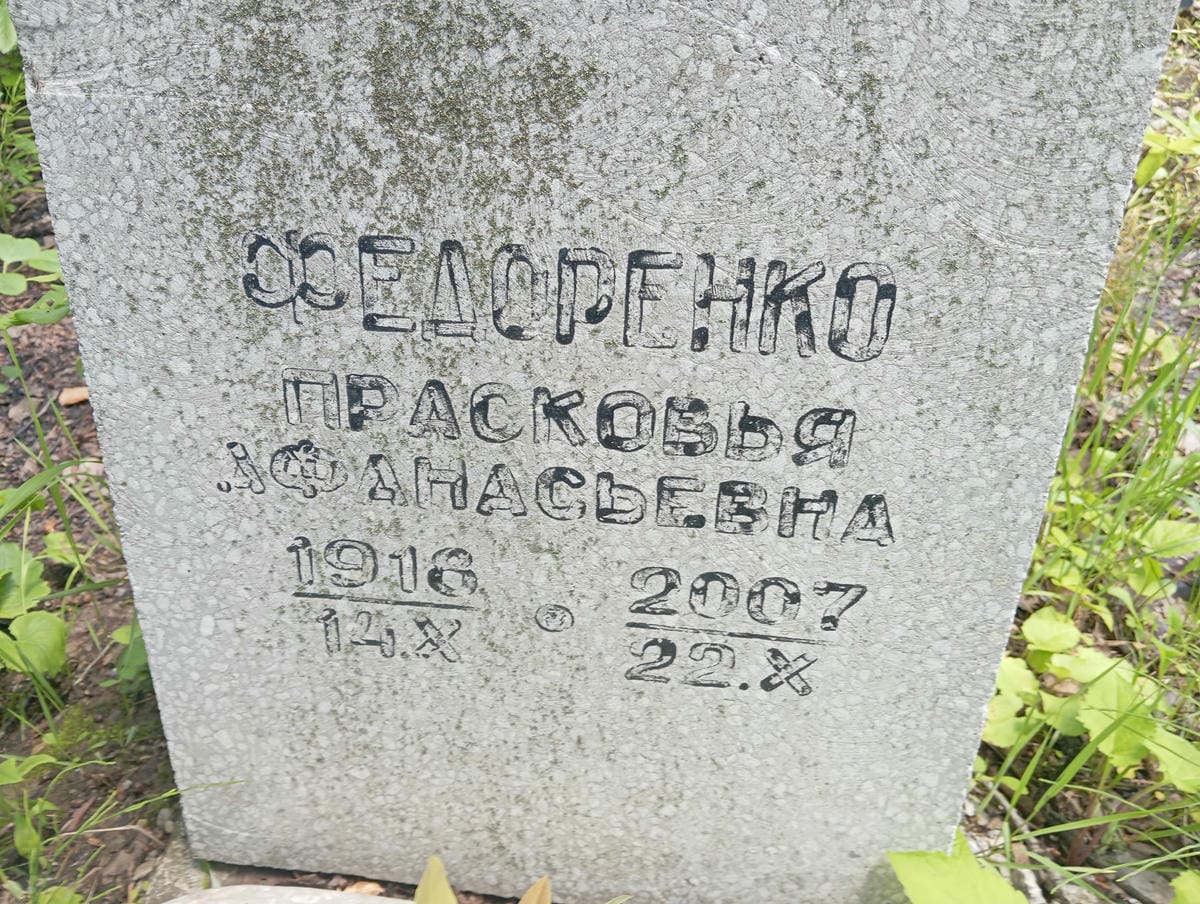 ФЕДОРЕНКО
ПРАСКОВЬЯ
АФАНАСЬЕВНА
1918 • 2007
14.X 22.X